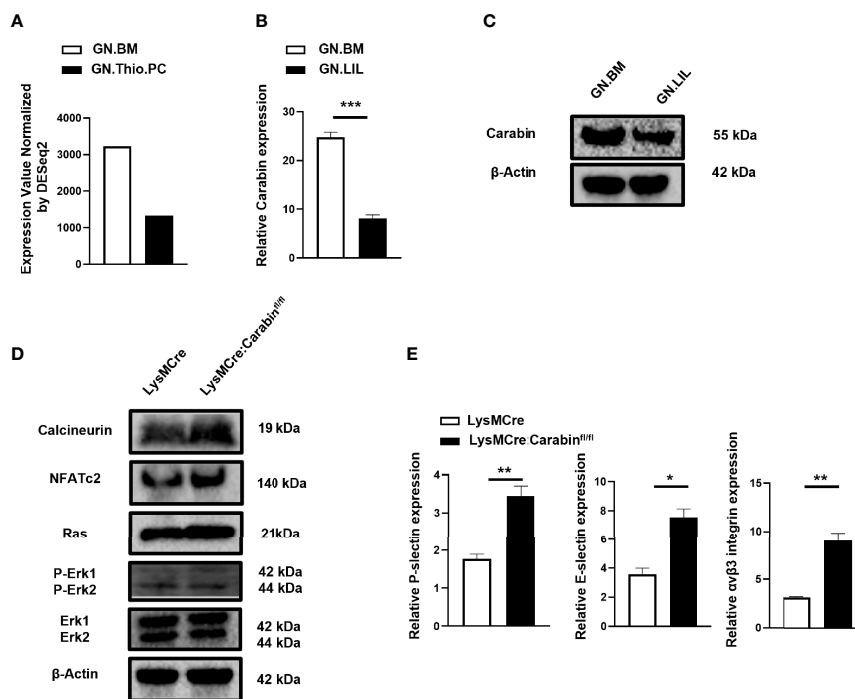 A
GN.BM
GN.Thio.PC
Expression Value Normalized
by DESeq2
4000
3000
2000
1000
0
B
GN.BM
GN.LIL
Relative Carabin expression
30
20
10
0
***
C
GN.BM
GN.LIL
Carabin
55 kDa
β-Actin
42 kDa
D
LysMCre
LysMCre:Carabinfl/fl
Calcineurin
19 kDa
NFATc2
140 kDa
Ras
21kDa
P-Erk1
42 kDa
P-Erk2
44 kDa
Erk1
42 kDa
Erk2
44 kDa
β-Actin
42 kDa
E
LysMCre
LysMCre:Carabinfl/fl
Relative P-slectin expression
4
3
2
1
0
**
Relative E-slectin expression
10
8
6
4
2
0
*
Relative αvβ3 integrin expression
15
10
5
0
**